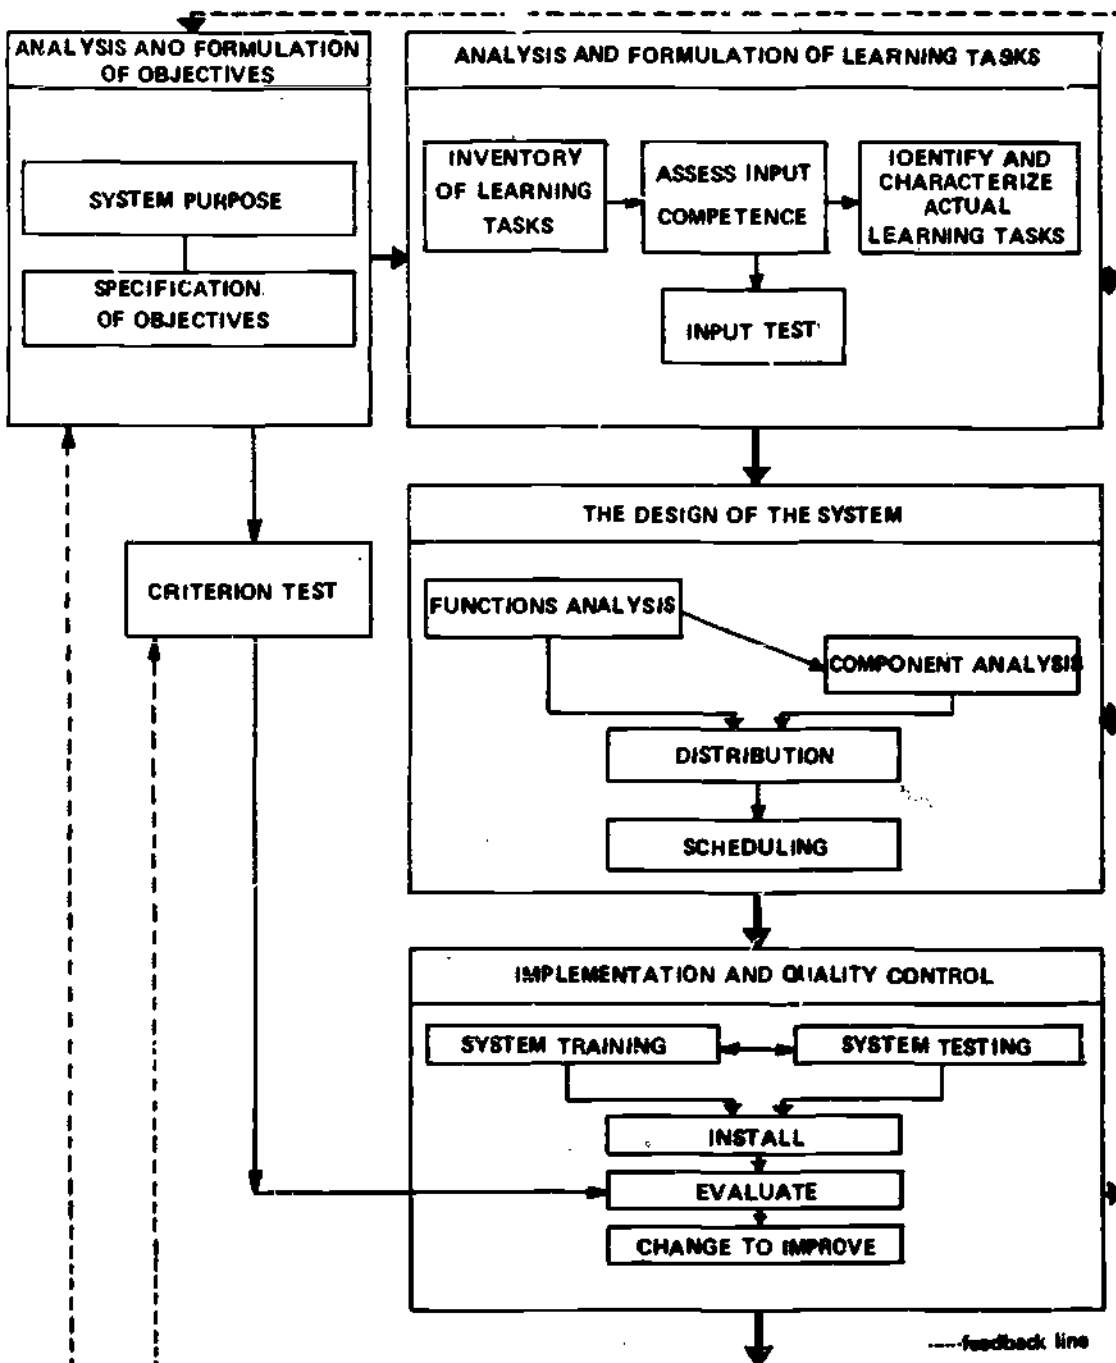 ANALYSIS AND FORMULATION
OF OBJECTIVES
SYSTEM PURPOSE
SPECIFICATION
OF OBJECTIVES
CRITERION TEST
ANALYSIS AND FORMULATION OF LEARNING TASKS
INVENTORY
OF LEARNING
TASKS
ASSESS INPUT
COMPETENCE
IDENTIFY AND
CHARACTERIZE
ACTUAL
LEARNING TASKS
INPUT TEST
THE DESIGN OF THE SYSTEM
FUNCTIONS ANALYSIS
COMPONENT ANALYSIS
DISTRIBUTION
SCHEDULING
IMPLEMENTATION AND QUALITY CONTROL
SYSTEM TRAINING
SYSTEM TESTING
INSTALL
EVALUATE
CHANGE TO IMPROVE
-----feedback line